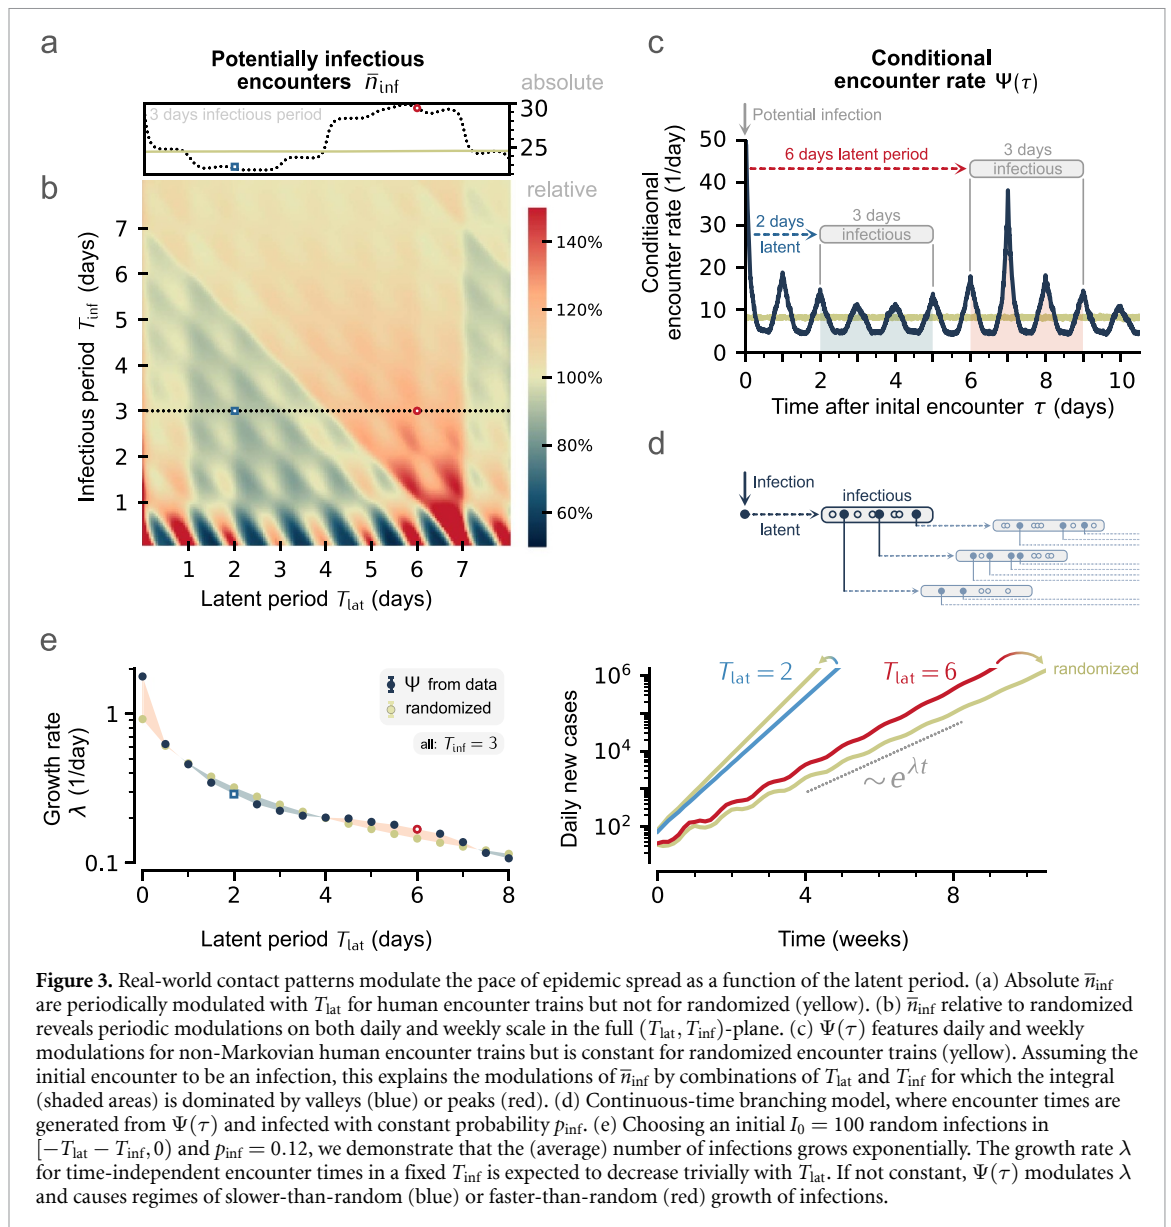 a
Potentially infectious
encounters n̄inf
absolute
3 days infectious period
30
25
b
relative
Infectious period Tinf (days)
7
6
5
4
3
2
1
140%
120%
100%
80%
60%
1 2 3 4 5 6 7
Latent period Tlat (days)
c
Conditional
encounter rate Ψ(τ)
Potential infection
Conditiaonal
encounter rate (1/day)
50
40
30
20
10
0
6 days latent period
3 days
infectious
2 days
latent
3 days
infectious
0 2 4 6 8 10
Time after inital encounter τ (days)
d
Infection
latent
infectious
e
Growth rate
λ (1/day)
1
0.1
Ψ from data
randomized
all: Tinf = 3
0 2 4 6 8
Latent period Tlat (days)
Daily new cases
10⁶
10⁴
10²
Tlat = 2
Tlat = 6
randomized
~ e^λt
0 4 8
Time (weeks)
Figure 3. Real-world contact patterns modulate the pace of epidemic spread as a function of the latent period. (a) Absolute n̄inf
are periodically modulated with Tlat for human encounter trains but not for randomized (yellow). (b) n̄inf relative to randomized
reveals periodic modulations on both daily and weekly scale in the full (Tlat, Tinf)-plane. (c) Ψ(τ) features daily and weekly
modulations for non-Markovian human encounter trains but is constant for randomized encounter trains (yellow). Assuming the
initial encounter to be an infection, this explains the modulations of n̄inf by combinations of Tlat and Tinf for which the integral
(shaded areas) is dominated by valleys (blue) or peaks (red). (d) Continuous-time branching model, where encounter times are
generated from Ψ(τ) and infected with constant probability pinf. (e) Choosing an initial I₀ = 100 random infections in
[−Tlat − Tinf, 0) and pinf = 0.12, we demonstrate that the (average) number of infections grows exponentially. The growth rate λ
for time-independent encounter times in a fixed Tinf is expected to decrease trivially with Tlat. If not constant, Ψ(τ) modulates λ
and causes regimes of slower-than-random (blue) or faster-than-random (red) growth of infections.